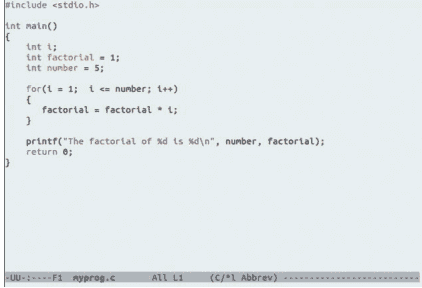 #include <stdio.h>
int main()
{
    int i;
    int factorial = 1;
    int number = 5;
    for(i = 1;  i <= number; i++)
    {
       factorial = factorial * i;
    }
    printf("The factorial of %d is %d\n", number, factorial);
    return 0;
}
-UU-:----F1  myprog.c      All L1     (C/*l Abbrev) -------------------------